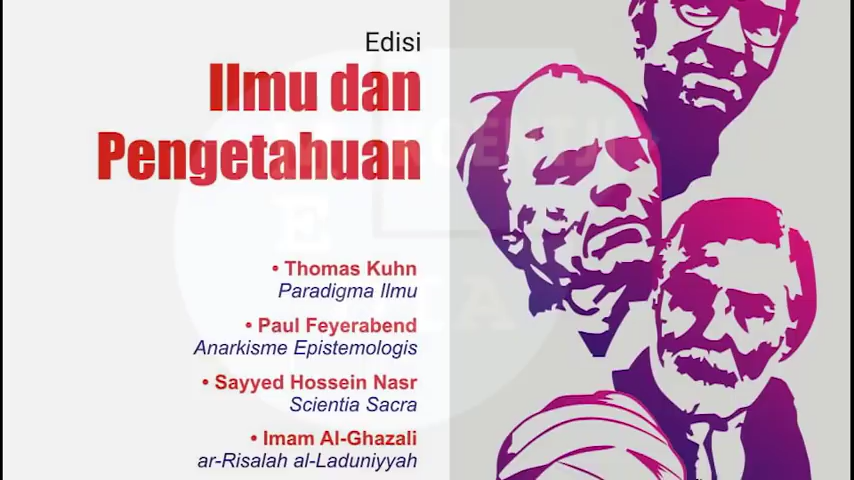 Edisi
Ilmu dan
Pengetahuan
• Thomas Kuhn
Paradigma Ilmu
• Paul Feyerabend
Anarkisme Epistemologis
• Sayyed Hossein Nasr
Scientia Sacra
• Imam Al-Ghazali
ar-Risalah al-Laduniyyah